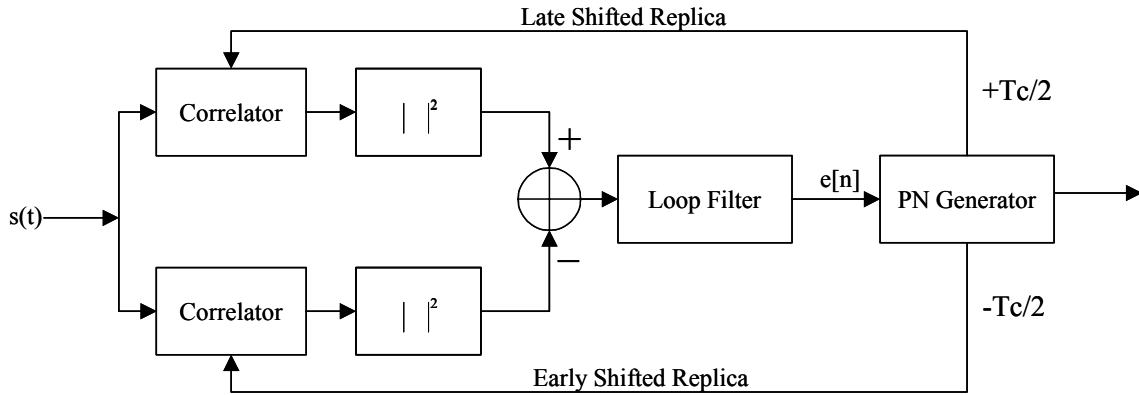 Late Shifted Replica
+Tc/2
Correlator
| |²
+
s(t)
Loop Filter
e[n]
PN Generator
−
Correlator
| |²
-Tc/2
Early Shifted Replica